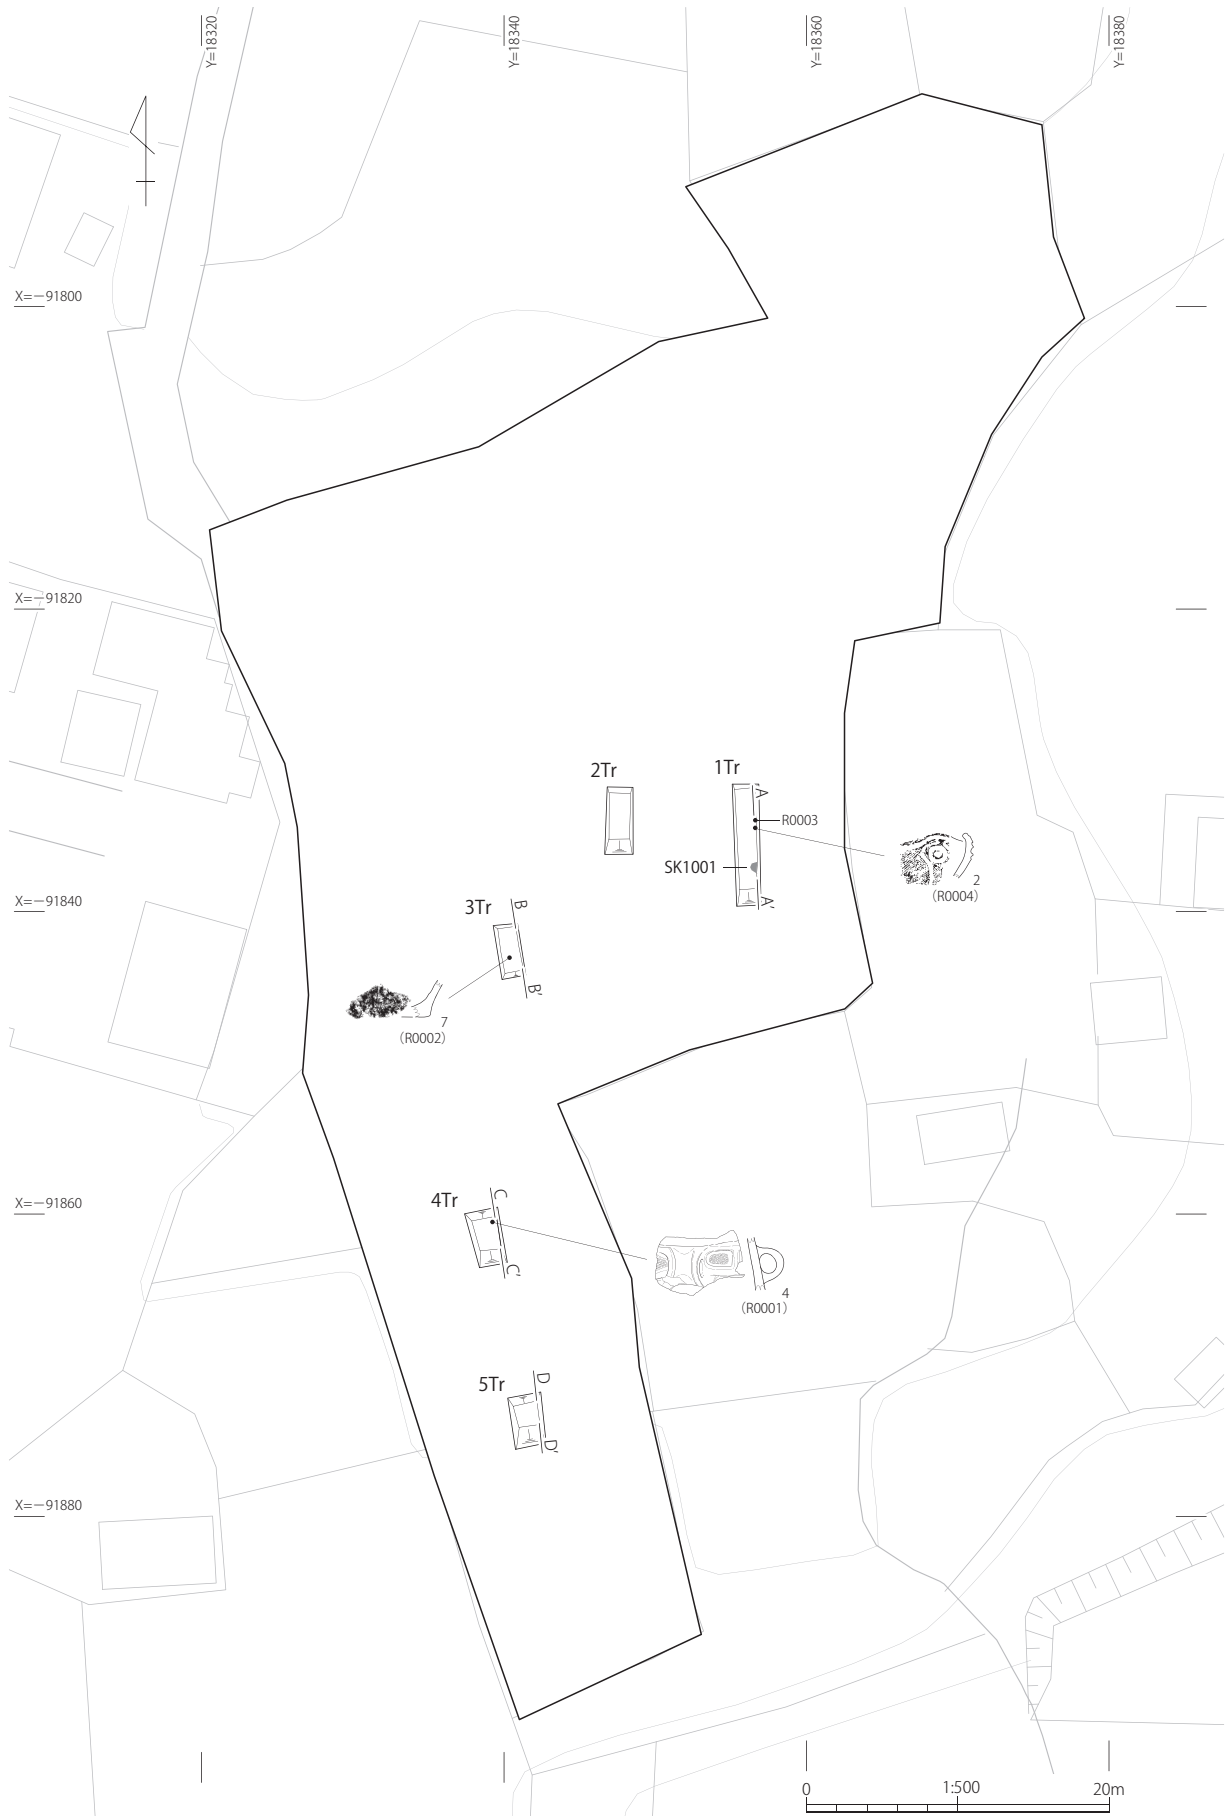 Y=18320
Y=18340
Y=18360
Y=18380
X=−91800
X=−91820
2Tr
1Tr
A
R0003
SK1001
2
(R0004)
X=−91840
A'
3Tr
B
B'
7
(R0002)
X=−91860
4Tr
C
C'
4
(R0001)
5Tr
D
D'
X=−91880
0 1:500 20m